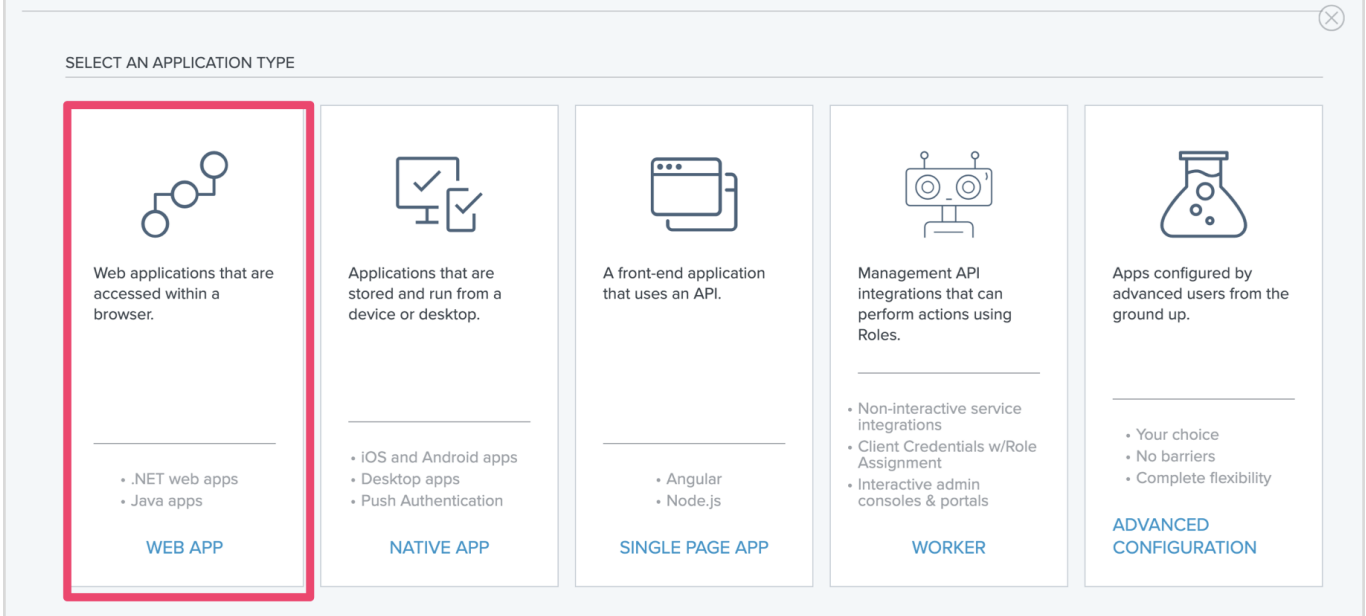 SELECT AN APPLICATION TYPE
Web applications that are
accessed within a
browser.
• .NET web apps
• Java apps
WEB APP
Applications that are
stored and run from a
device or desktop.
• iOS and Android apps
• Desktop apps
• Push Authentication
NATIVE APP
A front-end application
that uses an API.
• Angular
• Node.js
SINGLE PAGE APP
Management API
integrations that can
perform actions using
Roles.
• Non-interactive service
integrations
• Client Credentials w/Role
Assignment
• Interactive admin
consoles & portals
WORKER
Apps configured by
advanced users from the
ground up.
• Your choice
• No barriers
• Complete flexibility
ADVANCED
CONFIGURATION